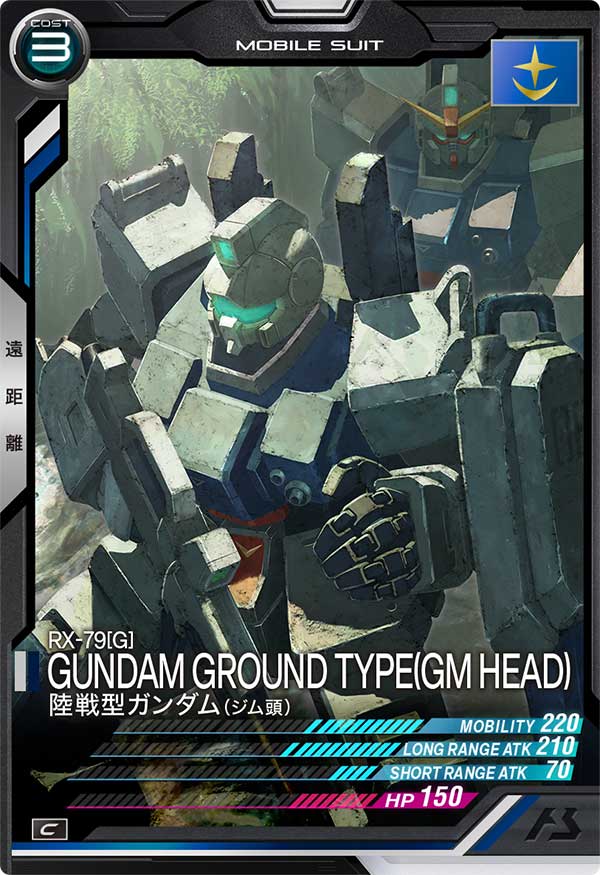 COST
3
MOBILE SUIT
遠距離
RX-79[G]
GUNDAM GROUND TYPE(GM HEAD)
陸戦型ガンダム(ジム頭)
MOBILITY 220
LONG RANGE ATK 210
SHORT RANGE ATK 70
HP 150
C